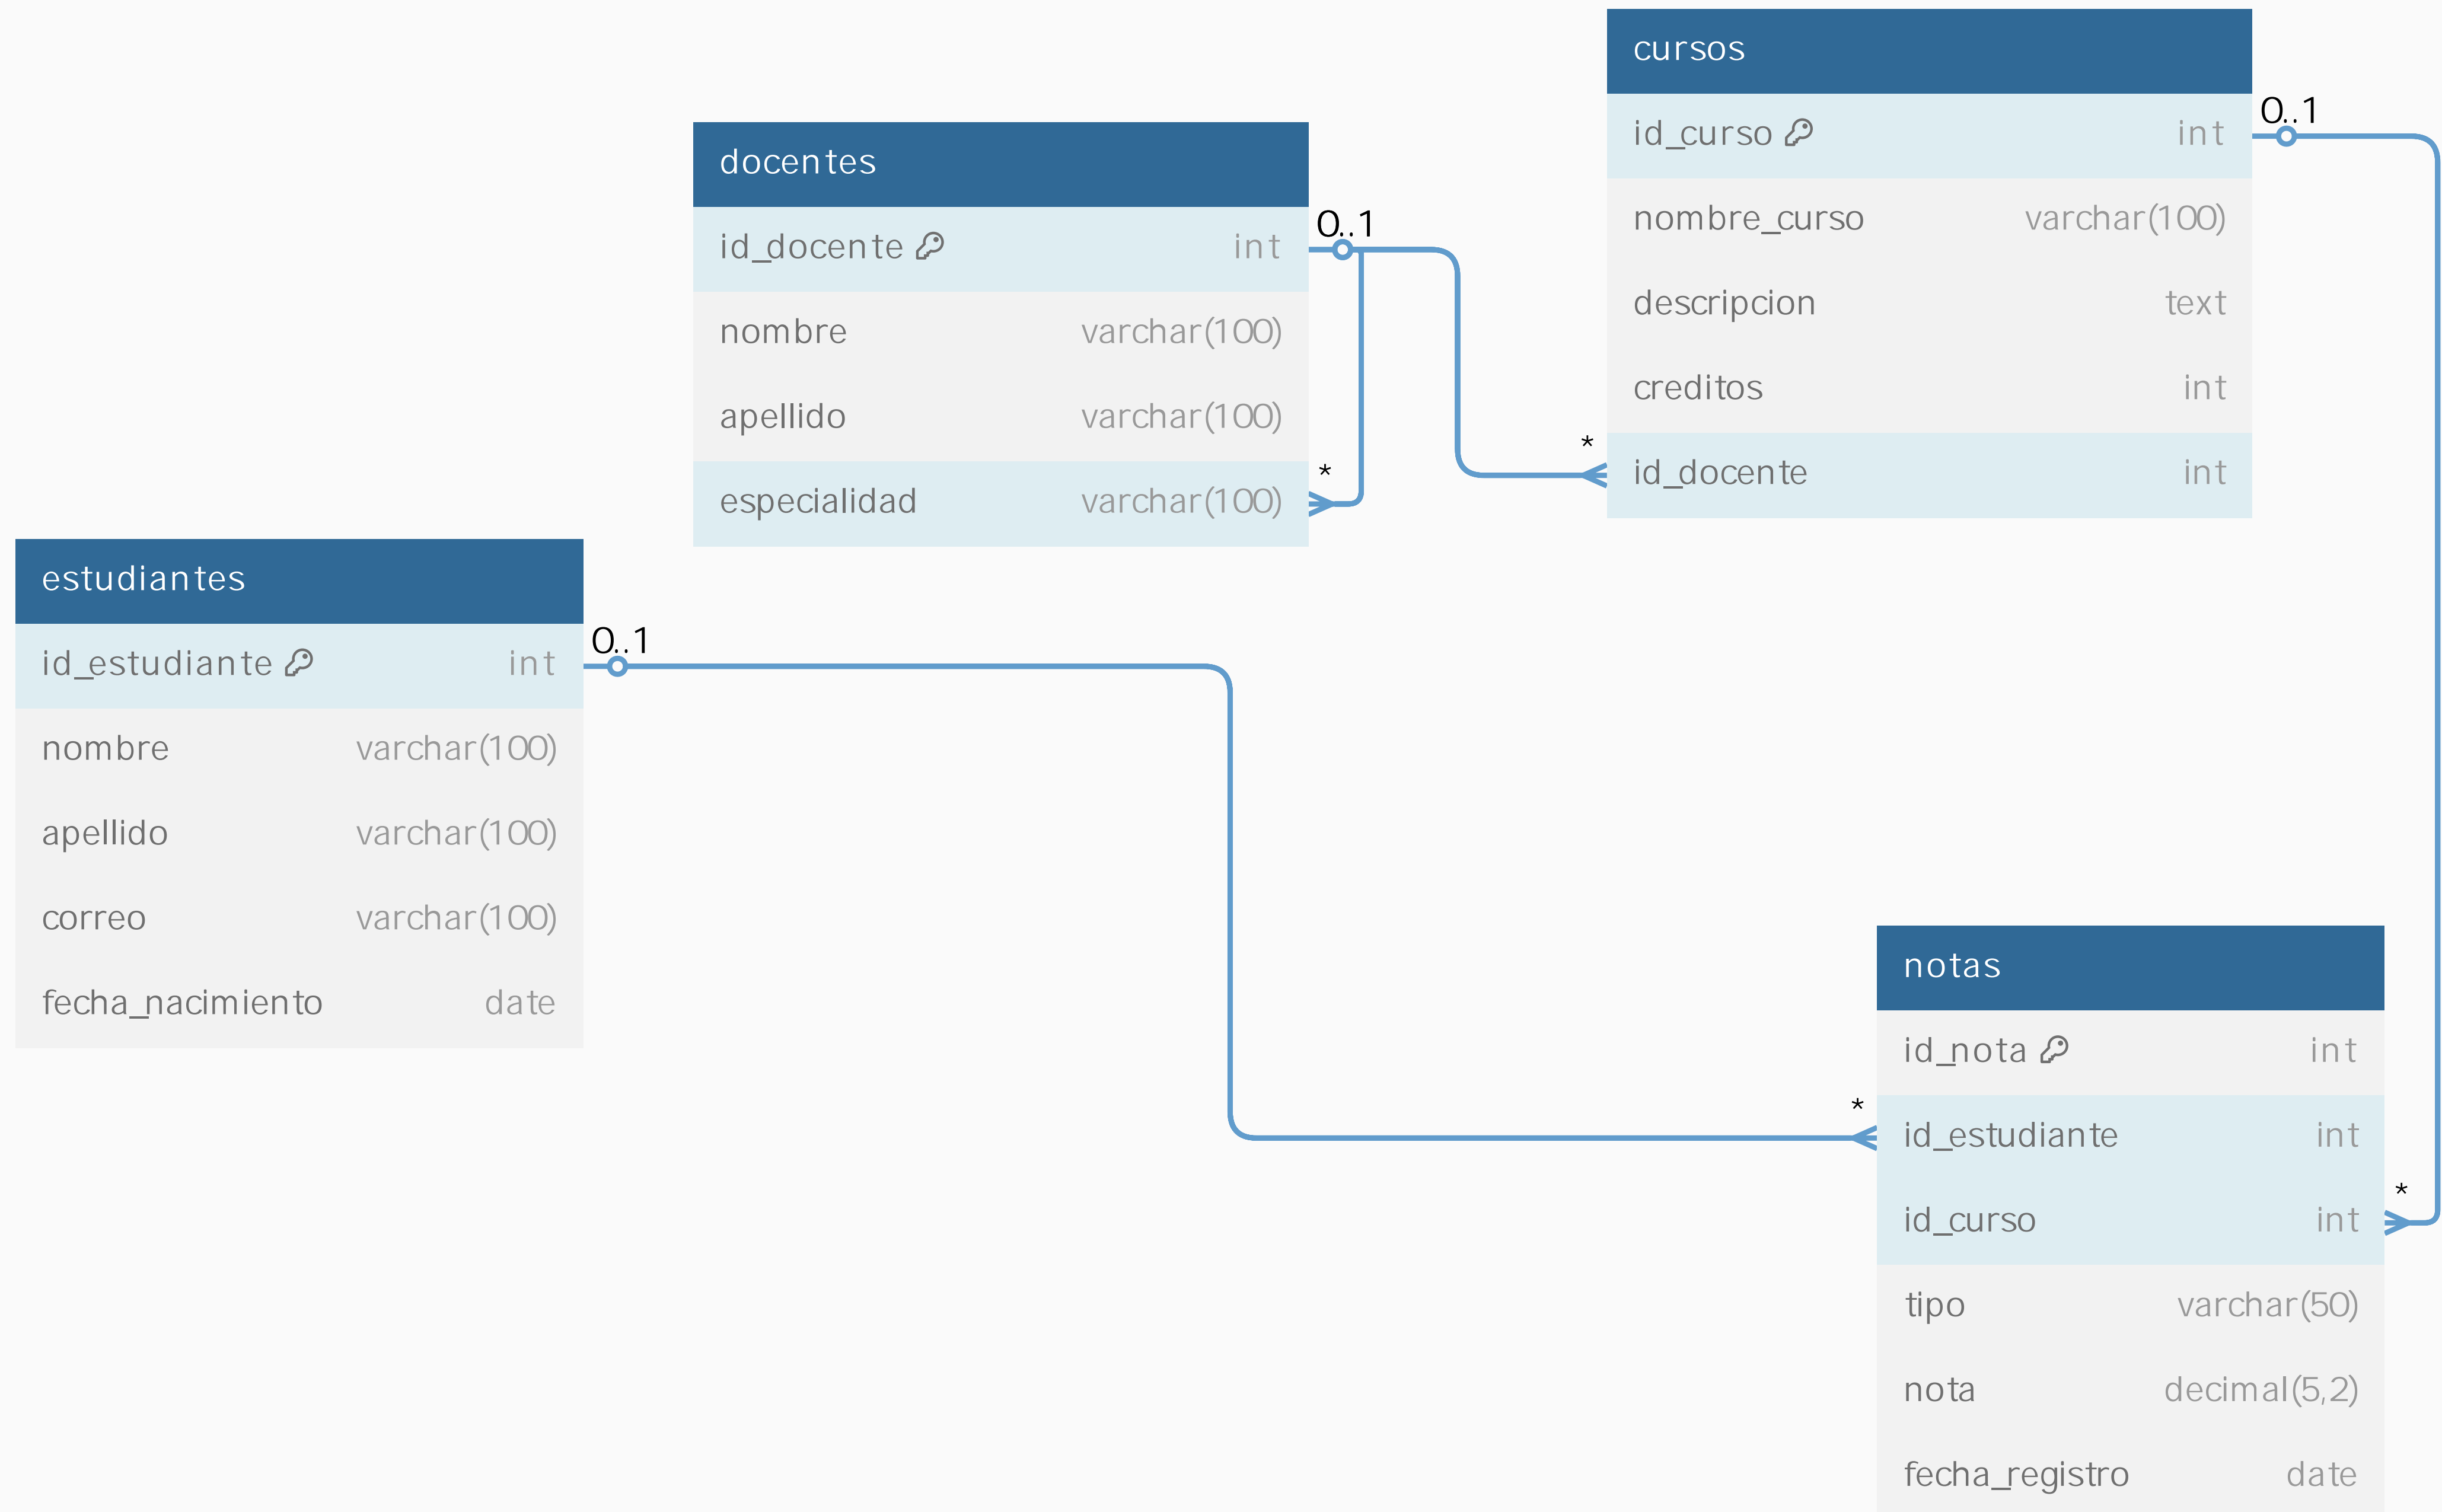 cursos
id_curso int
0..1
nombre_curso varchar(100)
descripcion text
creditos int
*
id_docente int
docentes
id_docente int
0..1
nombre varchar(100)
apellido varchar(100)
*
especialidad varchar(100)
estudiantes
id_estudiante int
0..1
nombre varchar(100)
apellido varchar(100)
correo varchar(100)
fecha_nacimiento date
notas
id_nota int
*
id_estudiante int
*
id_curso int
tipo varchar(50)
nota decimal(5,2)
fecha_registro date